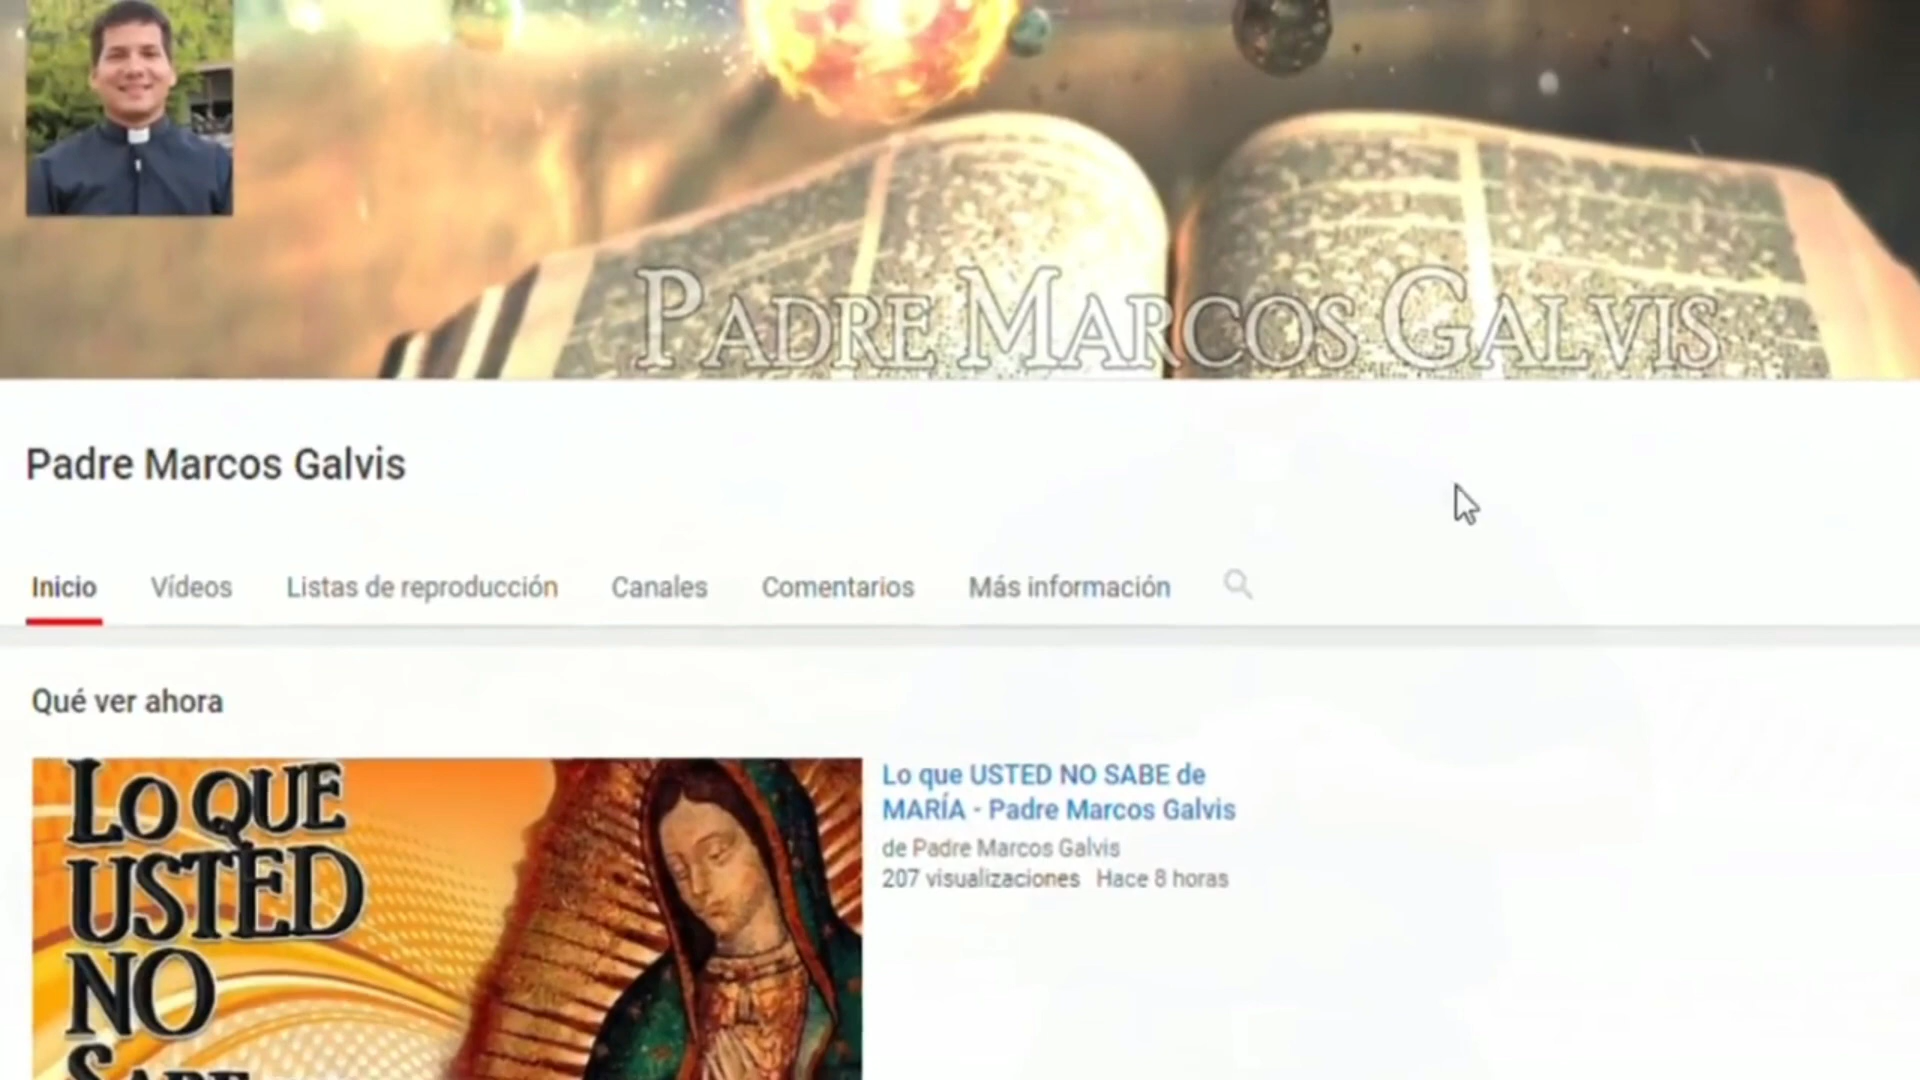 PADRE MARCOS GALVIS
Padre Marcos Galvis
Inicio Vídeos Listas de reproducción Canales Comentarios Más información
Qué ver ahora
LO QUE
USTED
NO
SABE
Lo que USTED NO SABE de
MARÍA - Padre Marcos Galvis
de Padre Marcos Galvis
207 visualizaciones Hace 8 horas